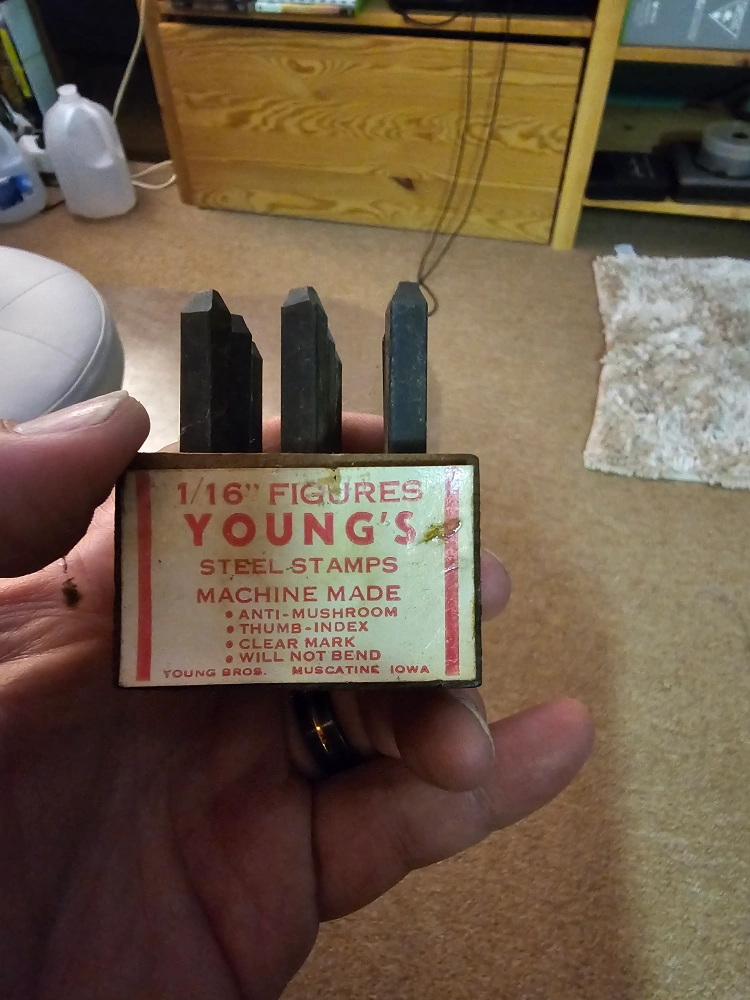 1/16" FIGURES
YOUNG'S
STEEL STAMPS
MACHINE MADE
• ANTI-MUSHROOM
• THUMB-INDEX
• CLEAR MARK
• WILL NOT BEND
YOUNG BROS. MUSCATINE IOWA